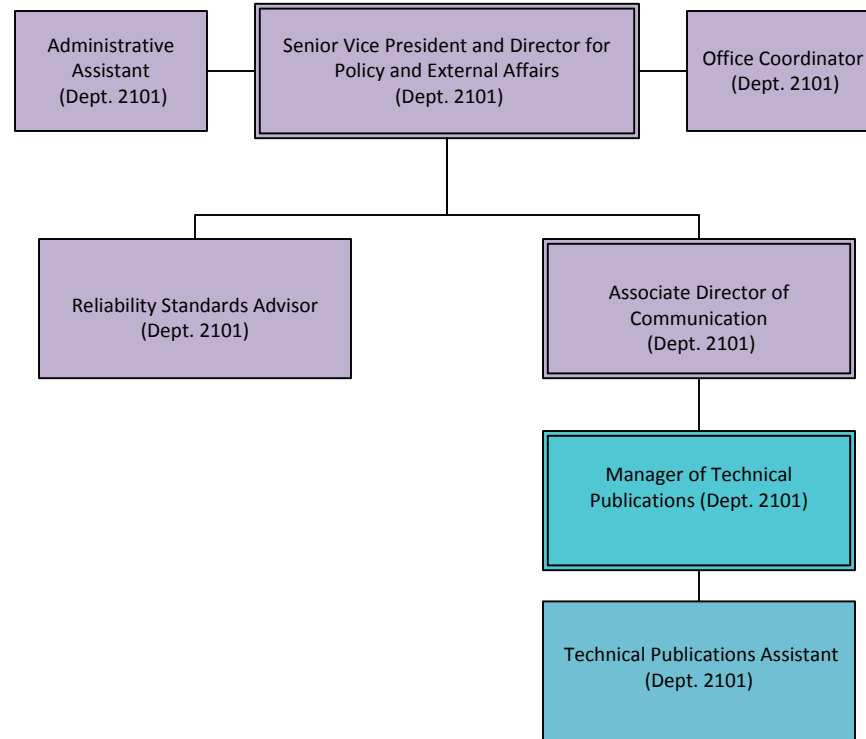 Administrative
Assistant
(Dept. 2101)
Senior Vice President and Director for
Policy and External Affairs
(Dept. 2101)
Office Coordinator
(Dept. 2101)
Reliability Standards Advisor
(Dept. 2101)
Associate Director of
Communication
(Dept. 2101)
Manager of Technical
Publications (Dept. 2101)
Technical Publications Assistant
(Dept. 2101)